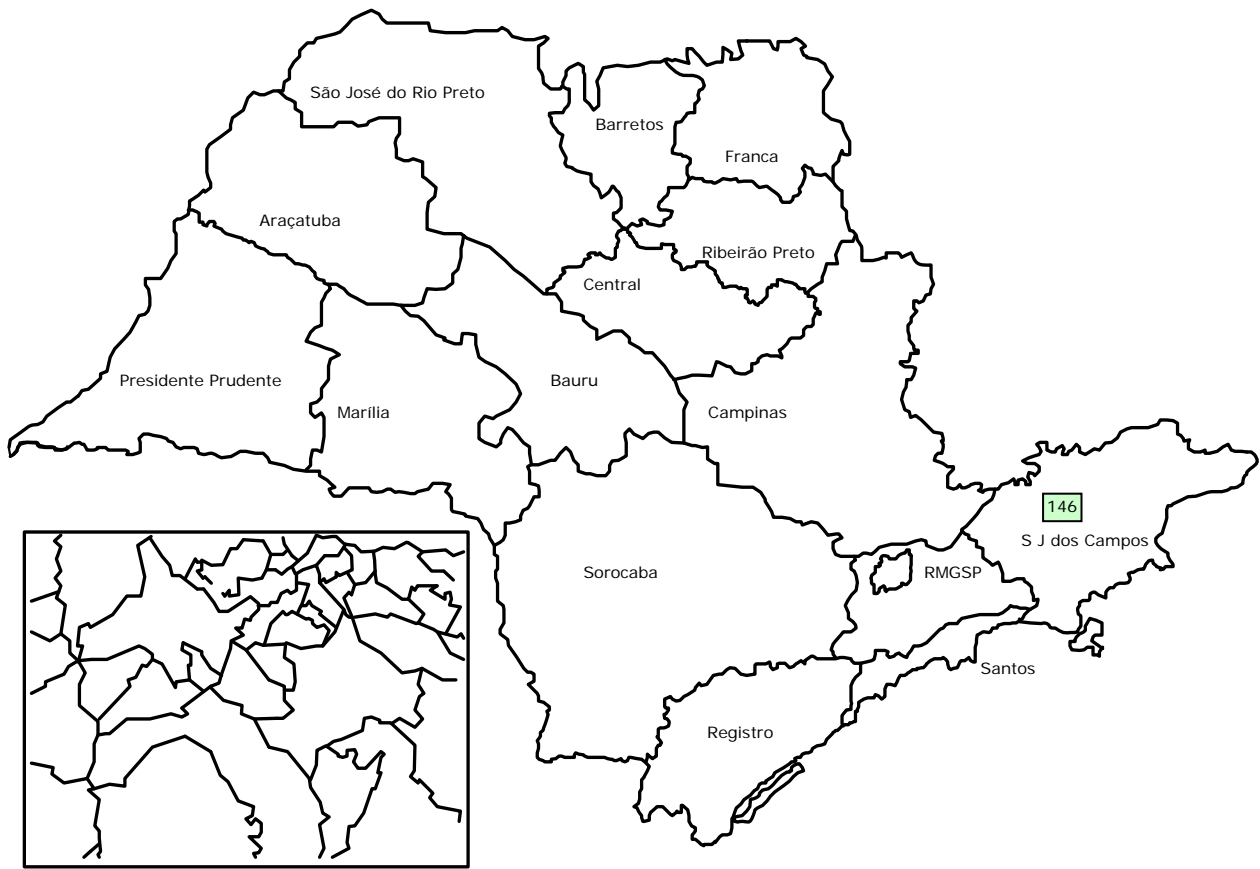 São José do Rio Preto
Barretos
Franca
Araçatuba
Ribeirão Preto
Central
Presidente Prudente
Bauru
Marília
Campinas
146
S J dos Campos
Sorocaba
RMGSP
Santos
Registro